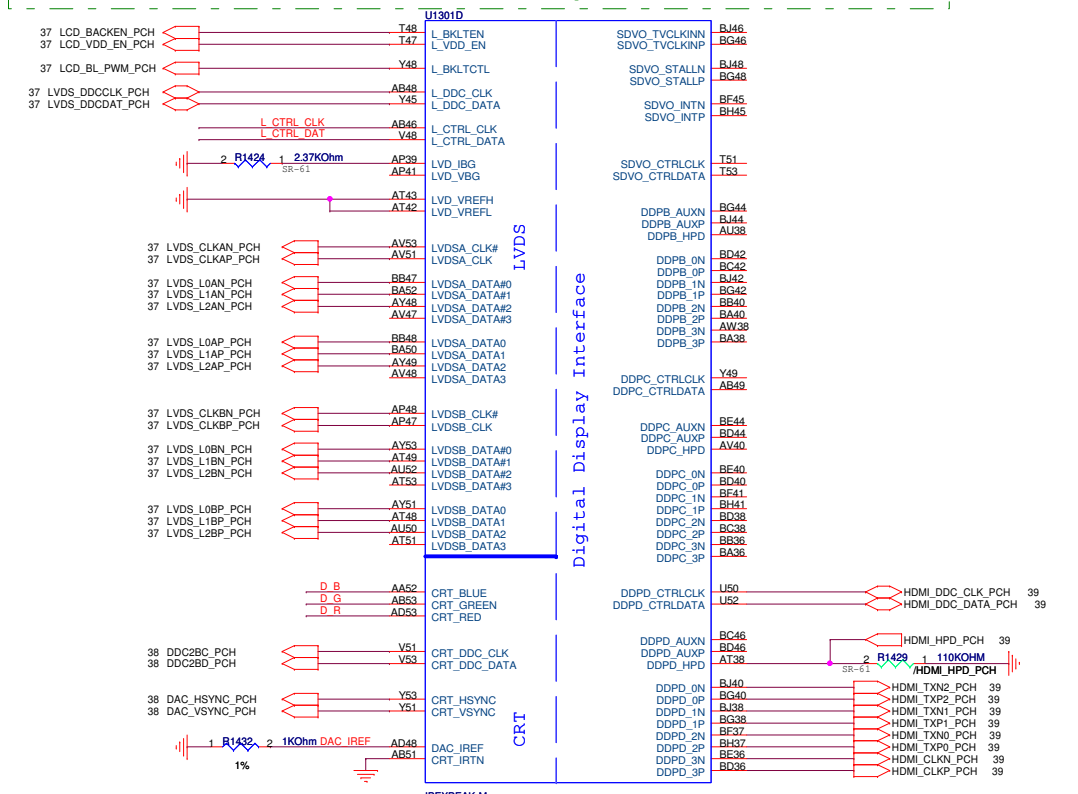 U1301D
37 LCD_BACKEN_PCH T48 L_BKLTEN
37 LCD_VDD_EN_PCH T47 L_VDD_EN
37 LCD_BL_PWM_PCH Y48 L_BKLTCTL
37 LVDS_DDCCLK_PCH AB48 L_DDC_CLK
37 LVDS_DDCDAT_PCH Y45 L_DDC_DATA
L_CTRL_CLK AB46 L_CTRL_CLK
L_CTRL_DAT V48 L_CTRL_DATA
2 R1424 1 2.37KOhm AP39 LVD_IBG
SR-61 AP41 LVD_VBG
AT43 LVD_VREFH
AT42 LVD_VREFL
37 LVDS_CLKAN_PCH AV53 LVDSA_CLK#
37 LVDS_CLKAP_PCH AV51 LVDSA_CLK
37 LVDS_L0AN_PCH BB47 LVDSA_DATA#0
37 LVDS_L1AN_PCH BA52 LVDSA_DATA#1
37 LVDS_L2AN_PCH AY48 LVDSA_DATA#2
AV47 LVDSA_DATA#3
37 LVDS_L0AP_PCH BB48 LVDSA_DATA0
37 LVDS_L1AP_PCH BA50 LVDSA_DATA1
37 LVDS_L2AP_PCH AY49 LVDSA_DATA2
AV48 LVDSA_DATA3
37 LVDS_CLKBN_PCH AP48 LVDSB_CLK#
37 LVDS_CLKBP_PCH AP47 LVDSB_CLK
37 LVDS_L0BN_PCH AY53 LVDSB_DATA#0
37 LVDS_L1BN_PCH AT49 LVDSB_DATA#1
37 LVDS_L2BN_PCH AU52 LVDSB_DATA#2
AT53 LVDSB_DATA#3
37 LVDS_L0BP_PCH AY51 LVDSB_DATA0
37 LVDS_L1BP_PCH AT48 LVDSB_DATA1
37 LVDS_L2BP_PCH AU50 LVDSB_DATA2
AT51 LVDSB_DATA3
D_B AA52 CRT_BLUE
D_G AB53 CRT_GREEN
D_R AD53 CRT_RED
38 DDC2BC_PCH V51 CRT_DDC_CLK
38 DDC2BD_PCH V53 CRT_DDC_DATA
38 DAC_HSYNC_PCH Y53 CRT_HSYNC
38 DAC_VSYNC_PCH Y51 CRT_VSYNC
1 R1432 2 1KOhm DAC_IREF AD48 DAC_IREF
1% AB51 CRT_IRTN
LVDS
CRT
Digital Display Interface
SDVO_TVCLKINN BJ46
SDVO_TVCLKINP BG46
SDVO_STALLN BJ48
SDVO_STALLP BG48
SDVO_INTN BF45
SDVO_INTP BH45
SDVO_CTRLCLK T51
SDVO_CTRLDATA T53
DDPB_AUXN BG44
DDPB_AUXP BJ44
DDPB_HPD AU38
DDPB_0N BD42
DDPB_0P BC42
DDPB_1N BJ42
DDPB_1P BG42
DDPB_2N BB40
DDPB_2P BA40
DDPB_3N AW38
DDPB_3P BA38
DDPC_CTRLCLK Y49
DDPC_CTRLDATA AB49
DDPC_AUXN BE44
DDPC_AUXP BD44
DDPC_HPD AV40
DDPC_0N BE40
DDPC_0P BD40
DDPC_1N BF41
DDPC_1P BH41
DDPC_2N BD38
DDPC_2P BC38
DDPC_3N BB36
DDPC_3P BA36
DDPD_CTRLCLK U50 HDMI_DDC_CLK_PCH 39
DDPD_CTRLDATA U52 HDMI_DDC_DATA_PCH 39
DDPD_AUXN BC46 HDMI_HPD_PCH 39
DDPD_AUXP BD46
DDPD_HPD AT38 2 R1429 1 110KOHM
SR-61 /HDMI_HPD_PCH
DDPD_0N BJ40 HDMI_TXN2_PCH 39
DDPD_0P BG40 HDMI_TXP2_PCH 39
DDPD_1N BJ38 HDMI_TXN1_PCH 39
DDPD_1P BG38 HDMI_TXP1_PCH 39
DDPD_2N BF37 HDMI_TXN0_PCH 39
DDPD_2P BH37 HDMI_TXP0_PCH 39
DDPD_3N BE36 HDMI_CLKN_PCH 39
DDPD_3P BD36 HDMI_CLKP_PCH 39